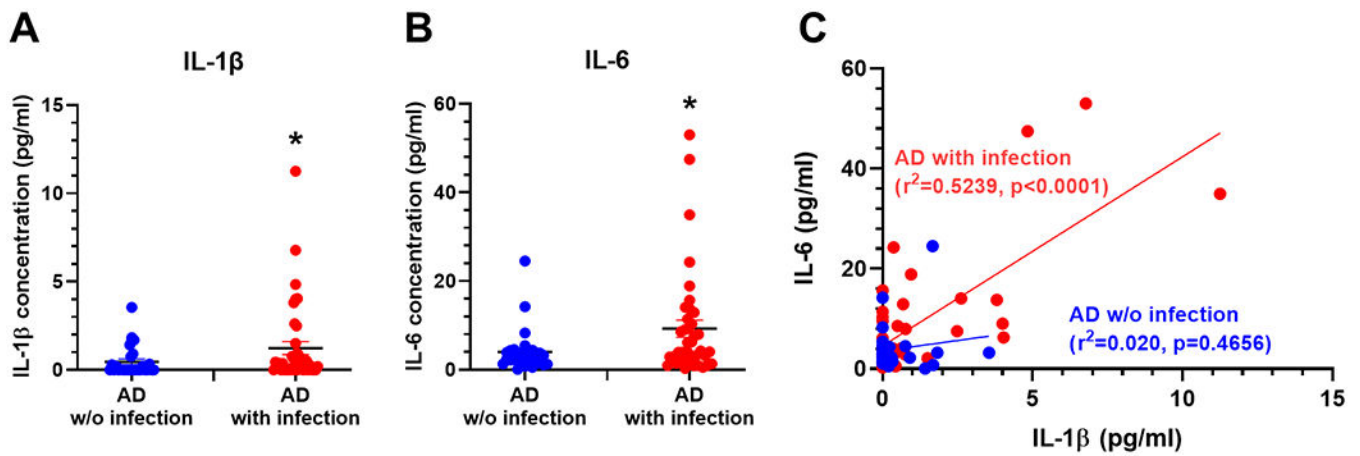 A
IL-1β
IL-1β concentration (pg/ml)
15
10
5
0
*
AD
w/o infection
AD
with infection
B
IL-6
IL-6 concentration (pg/ml)
60
40
20
0
*
AD
w/o infection
AD
with infection
C
IL-6 (pg/ml)
60
40
20
0
AD with infection
(r²=0.5239, p<0.0001)
AD w/o infection
(r²=0.020, p=0.4656)
0
5
10
15
IL-1β (pg/ml)